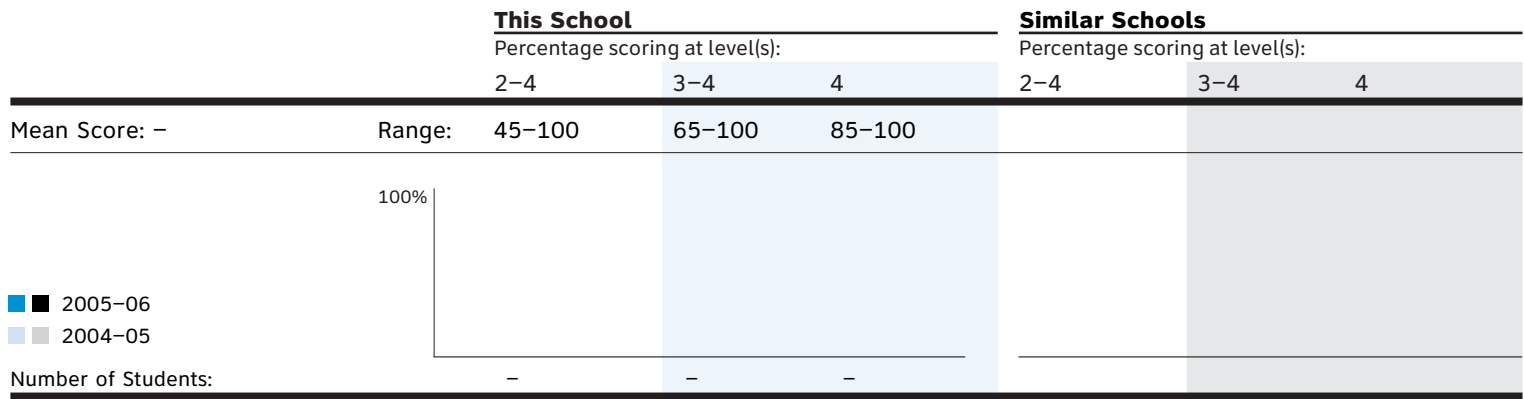 This School Similar Schools
Percentage scoring at level(s): Percentage scoring at level(s):
2–4 3–4 4 2–4 3–4 4
Mean Score: – Range: 45–100 65–100 85–100
100%
2005–06
2004–05
Number of Students: – – –